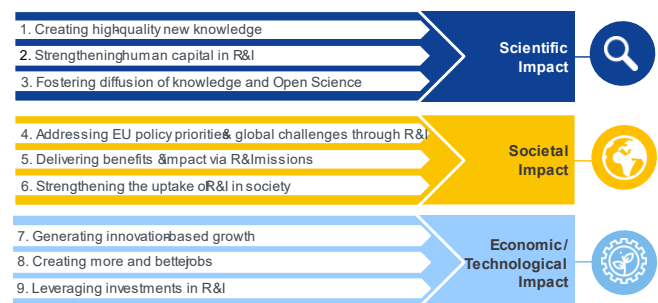 1. Creating high-quality new knowledge
2. Strengthening human capital in R&I
3. Fostering diffusion of knowledge and Open Science
Scientific
Impact
4. Addressing EU policy priorities & global challenges through R&I
5. Delivering benefits & impact via R&I missions
6. Strengthening the uptake of R&I in society
Societal
Impact
7. Generating innovation-based growth
8. Creating more and better jobs
9. Leveraging investments in R&I
Economic/
Technological
Impact